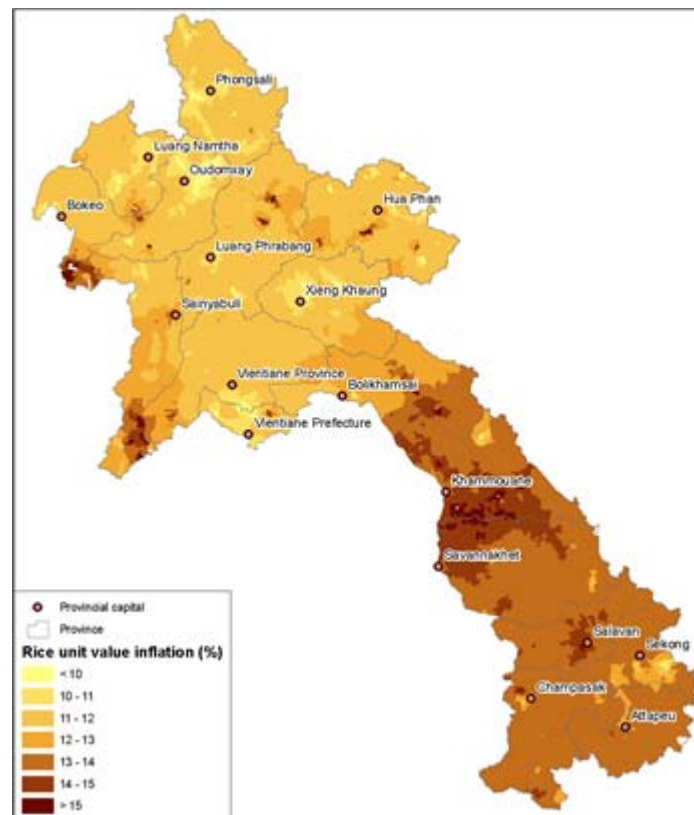 Phongsali
Luang Namtha
Oudomxay
Bokeo
Hua Phan
Luang Phrabang
Xieng Khaung
Sainyabuli
Vientiane Province
Bolikhamsai
Vientiane Prefecture
Khammouane
Savannakhet
Salavan
Sekong
Champasak
Attapeu
Provincial capital
Province
Rice unit value inflation (%)
< 10
10 - 11
11 - 12
12 - 13
13 - 14
14 - 15
> 15